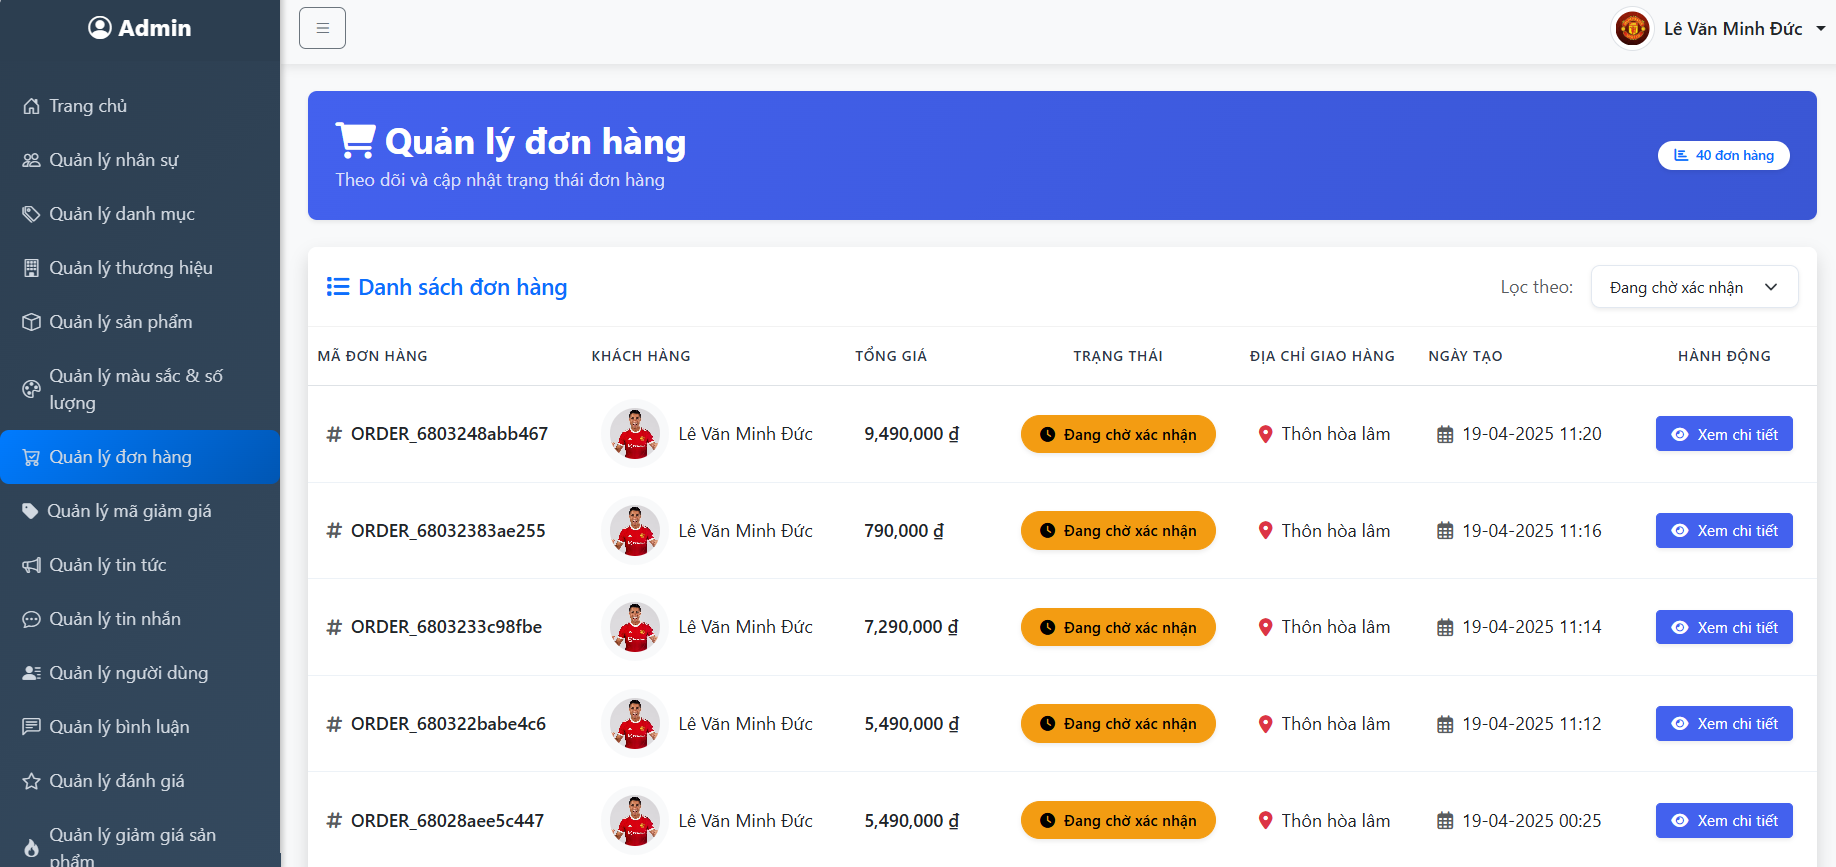 Admin
Trang chủ
Quản lý nhân sự
Quản lý danh mục
Quản lý thương hiệu
Quản lý sản phẩm
Quản lý màu sắc & số
lượng
Quản lý đơn hàng
Quản lý mã giảm giá
Quản lý tin tức
Quản lý tin nhắn
Quản lý người dùng
Quản lý bình luận
Quản lý đánh giá
Quản lý giảm giá sản
phẩm
Lê Văn Minh Đức
Quản lý đơn hàng
Theo dõi và cập nhật trạng thái đơn hàng
40 đơn hàng
Danh sách đơn hàng
Lọc theo: Đang chờ xác nhận
MÃ ĐƠN HÀNG KHÁCH HÀNG TỔNG GIÁ TRẠNG THÁI ĐỊA CHỈ GIAO HÀNG NGÀY TẠO HÀNH ĐỘNG
# ORDER_6803248abb467 Lê Văn Minh Đức 9,490,000 ₫ Đang chờ xác nhận Thôn hòa lâm 19-04-2025 11:20 Xem chi tiết
# ORDER_68032383ae255 Lê Văn Minh Đức 790,000 ₫ Đang chờ xác nhận Thôn hòa lâm 19-04-2025 11:16 Xem chi tiết
# ORDER_6803233c98fbe Lê Văn Minh Đức 7,290,000 ₫ Đang chờ xác nhận Thôn hòa lâm 19-04-2025 11:14 Xem chi tiết
# ORDER_680322babe4c6 Lê Văn Minh Đức 5,490,000 ₫ Đang chờ xác nhận Thôn hòa lâm 19-04-2025 11:12 Xem chi tiết
# ORDER_68028aee5c447 Lê Văn Minh Đức 5,490,000 ₫ Đang chờ xác nhận Thôn hòa lâm 19-04-2025 00:25 Xem chi tiết